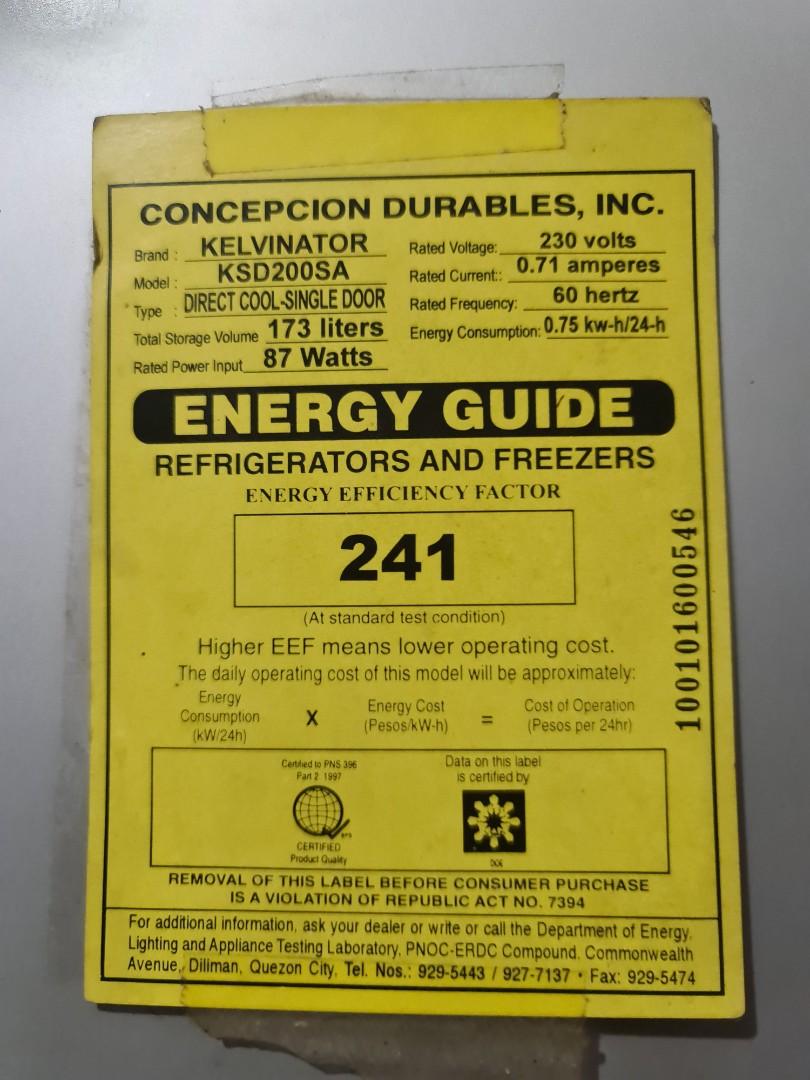 CONCEPCION DURABLES, INC.
Brand : KELVINATOR
Model : KSD200SA
Type : DIRECT COOL-SINGLE DOOR
Total Storage Volume 173 liters
Rated Power Input 87 Watts
Rated Voltage: 230 volts
Rated Current:: 0.71 amperes
Rated Frequency: 60 hertz
Energy Consumption: 0.75 kw-h/24-h
ENERGY GUIDE
REFRIGERATORS AND FREEZERS
ENERGY EFFICIENCY FACTOR
241
(At standard test condition)
Higher EEF means lower operating cost.
The daily operating cost of this model will be approximately:
Energy
Consumption
(kW/24h)
X
Energy Cost
(Pesos/kW-h)
=
Cost of Operation
(Pesos per 24hr)
100101600546
Certified to PNS 396
Part 2 1997
CERTIFIED
Product Quality
Data on this label
is certified by
REMOVAL OF THIS LABEL BEFORE CONSUMER PURCHASE
IS A VIOLATION OF REPUBLIC ACT NO. 7394
For additional information, ask your dealer or write or call the Department of Energy,
Lighting and Appliance Testing Laboratory, PNOC-ERDC Compound, Commonwealth
Avenue, Diliman, Quezon City, Tel. Nos.: 929-5443 / 927-7137 • Fax: 929-5474